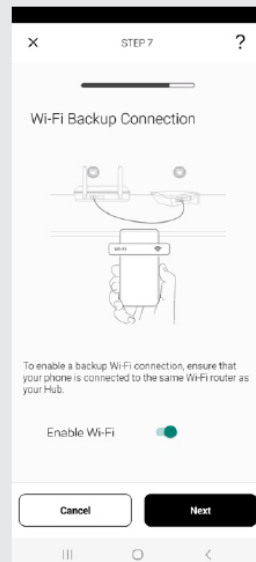 STEP 7
?
Wi-Fi Backup Connection
Wi-Fi
To enable a backup Wi-Fi connection, ensure that
your phone is connected to the same Wi-Fi router as
your Hub.
Enable Wi-Fi
Cancel
Next